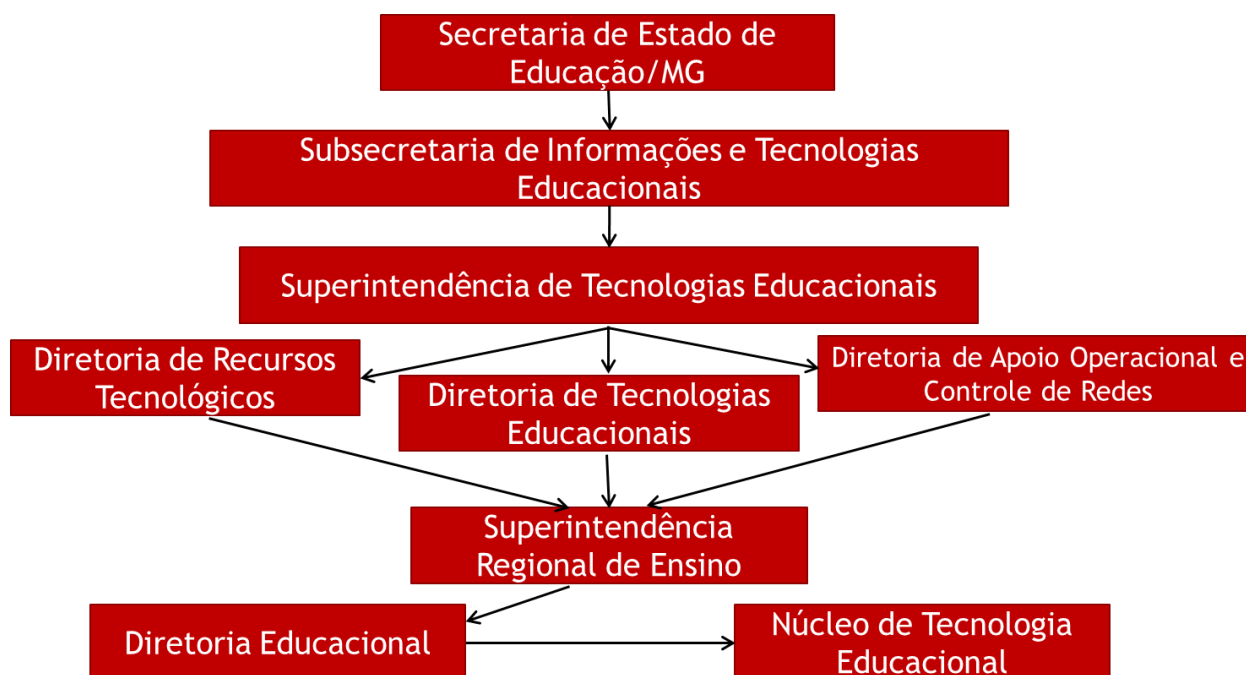 Secretaria de Estado de
Educação/MG
Subsecretaria de Informações e Tecnologias
Educacionais
Superintendência de Tecnologias Educacionais
Diretoria de Recursos
Tecnológicos
Diretoria de Tecnologias
Educacionais
Diretoria de Apoio Operacional e
Controle de Redes
Superintendência
Regional de Ensino
Diretoria Educacional
Núcleo de Tecnologia
Educacional